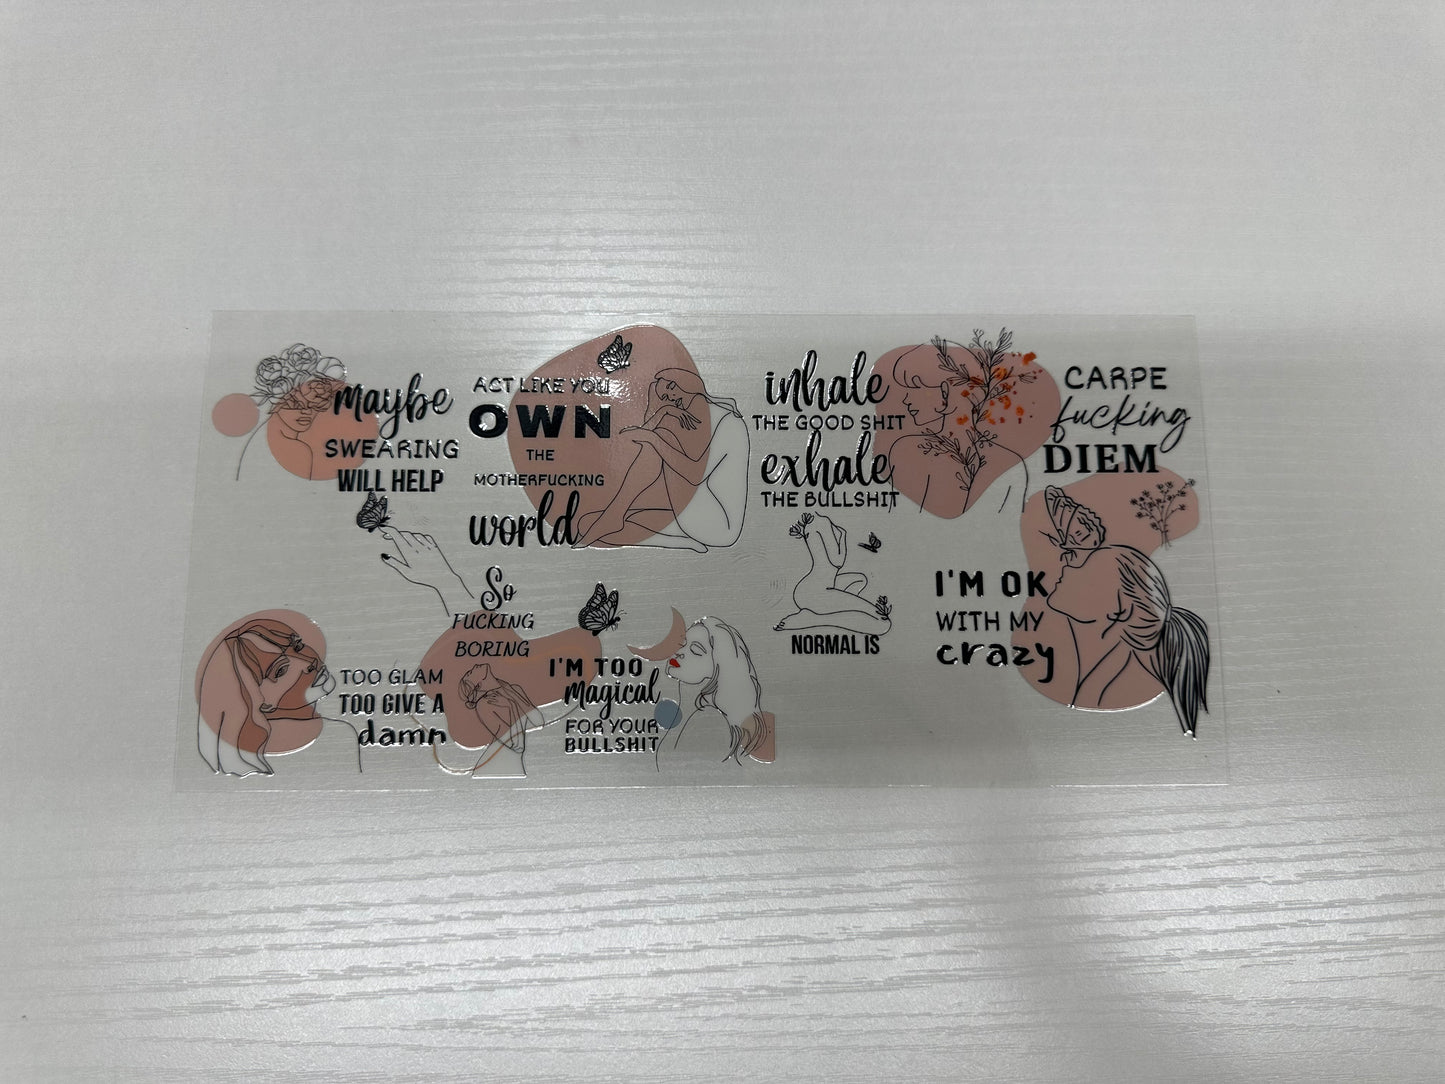 maybe
SWEARING
WILL HELP
ACT LIKE YOU
OWN
THE
MOTHERFUCKING
world
inhale
THE GOOD SHIT
exhale
THE BULLSHIT
CARPE
fucking
DIEM
TOO GLAM
TOO GIVE A
damn
So
FUCKING
BORING
I'M TOO
magical
FOR YOUR
BULLSHIT
NORMAL IS
I'M OK
WITH MY
crazy